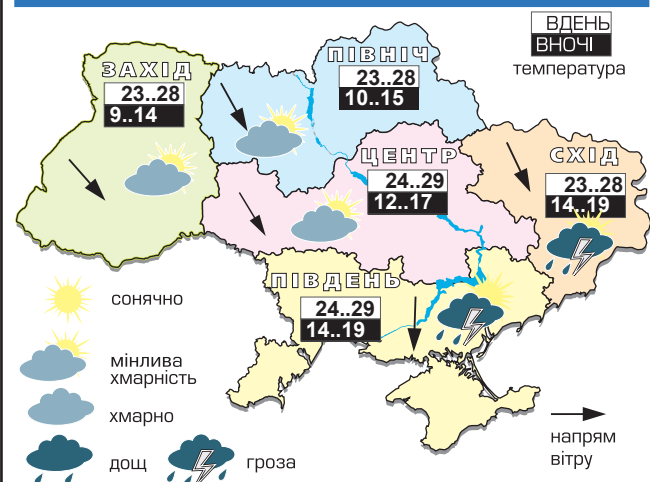 ВДЕНЬ
ВНОЧІ
температура
ЗАХІД
23..28
9..14
ПІВНІЧ
23..28
10..15
ЦЕНТР
24..29
12..17
СХІД
23..28
14..19
ПІВДЕНЬ
24..29
14..19
сонячно
мінлива
хмарність
хмарно
дощ
гроза
напрям
вітру